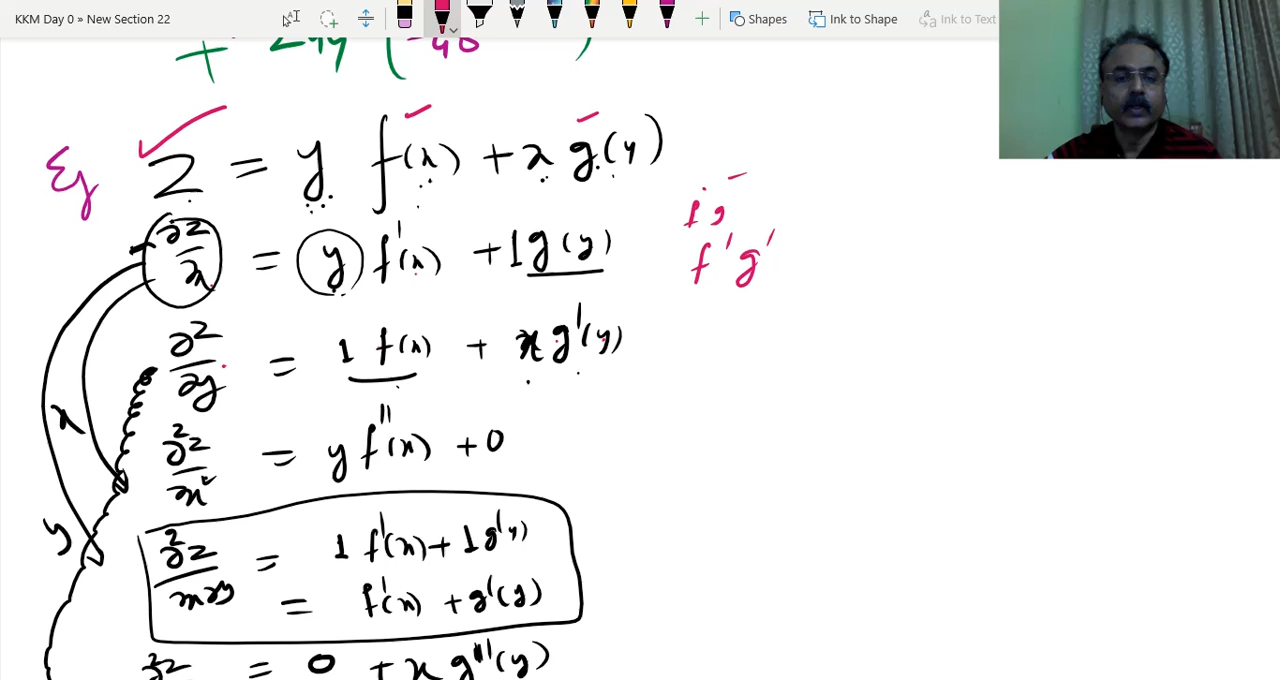 KKM Day 0 » New Section 22
Shapes
Ink to Shape
Ink to Text
Eg z = y f(x) + x g(y)
f g
f' g'
∂z/∂x = y f'(x) + 1 g(y)
∂z/∂y = 1 f(x) + x g'(y)
x
∂²z/∂x² = y f''(x) + 0
y
∂²z/∂x∂y = 1 f'(x) + 1 g'(y)
= f'(x) + g'(y)
∂²z = 0 + x g''(y)